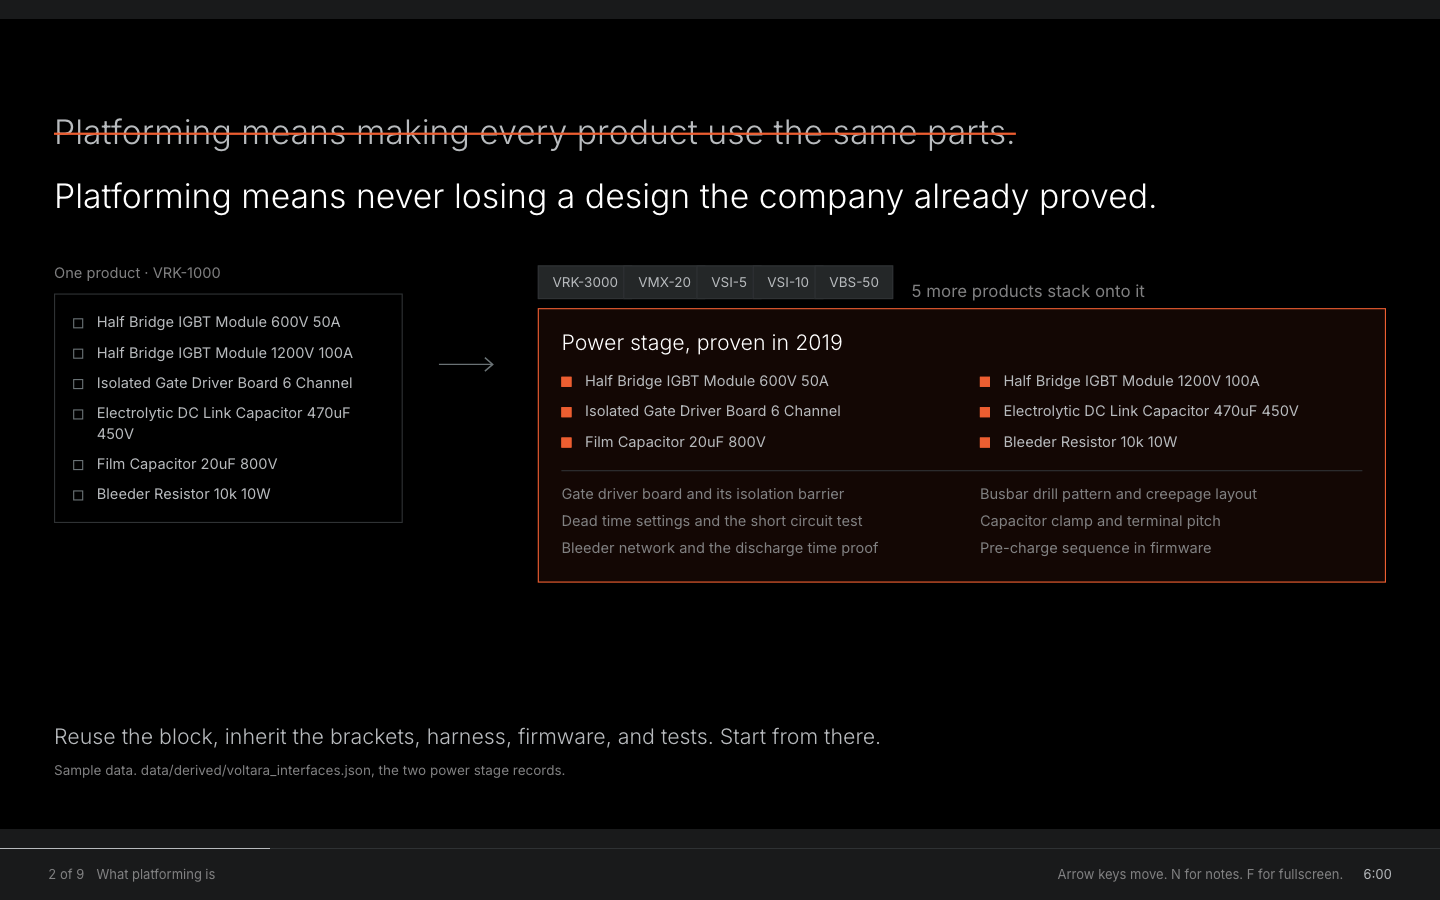 Platforming means making every product use the same parts.
Platforming means never losing a design the company already proved.
One product · VRK-1000
Half Bridge IGBT Module 600V 50A
Half Bridge IGBT Module 1200V 100A
Isolated Gate Driver Board 6 Channel
Electrolytic DC Link Capacitor 470uF
450V
Film Capacitor 20uF 800V
Bleeder Resistor 10k 10W
VRK-3000 VMX-20 VSI-5 VSI-10 VBS-50
5 more products stack onto it
Power stage, proven in 2019
Half Bridge IGBT Module 600V 50A
Half Bridge IGBT Module 1200V 100A
Isolated Gate Driver Board 6 Channel
Electrolytic DC Link Capacitor 470uF 450V
Film Capacitor 20uF 800V
Bleeder Resistor 10k 10W
Gate driver board and its isolation barrier
Busbar drill pattern and creepage layout
Dead time settings and the short circuit test
Capacitor clamp and terminal pitch
Bleeder network and the discharge time proof
Pre-charge sequence in firmware
Reuse the block, inherit the brackets, harness, firmware, and tests. Start from there.
Sample data. data/derived/voltara_interfaces.json, the two power stage records.
2 of 9 What platforming is
Arrow keys move. N for notes. F for fullscreen. 6:00